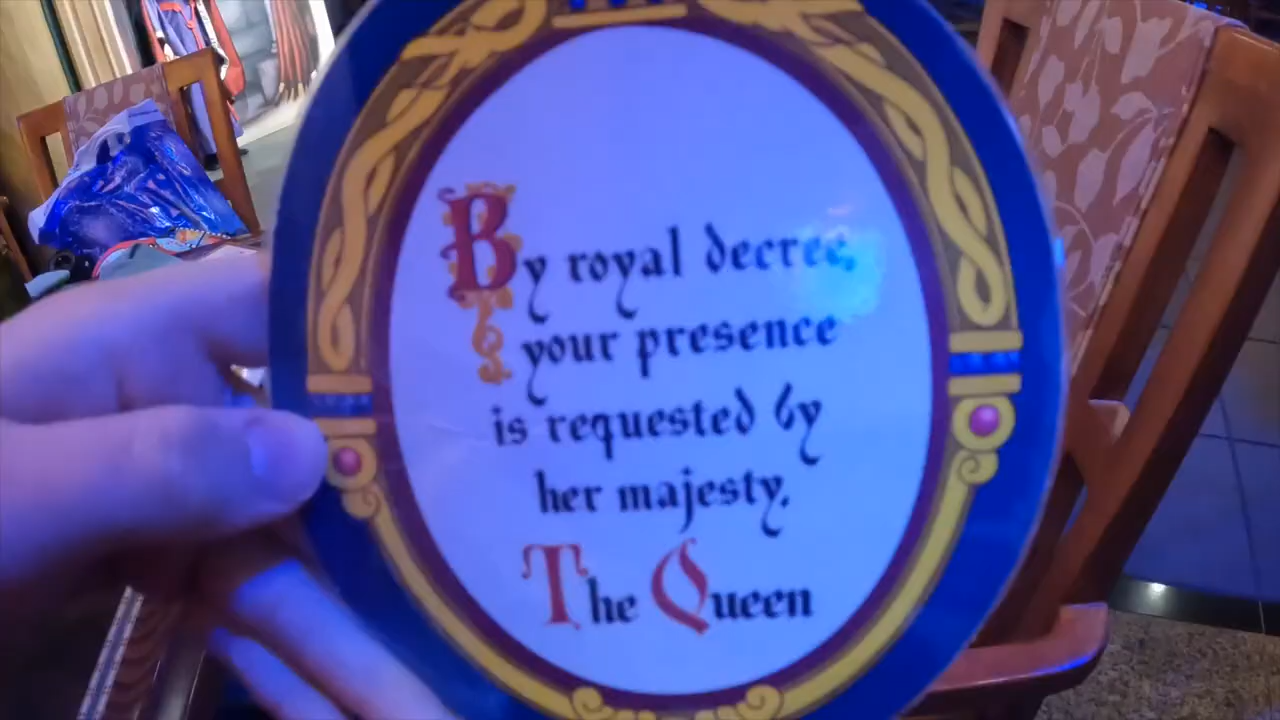 By royal decree,
your presence
is requested by
her majesty.
The Queen